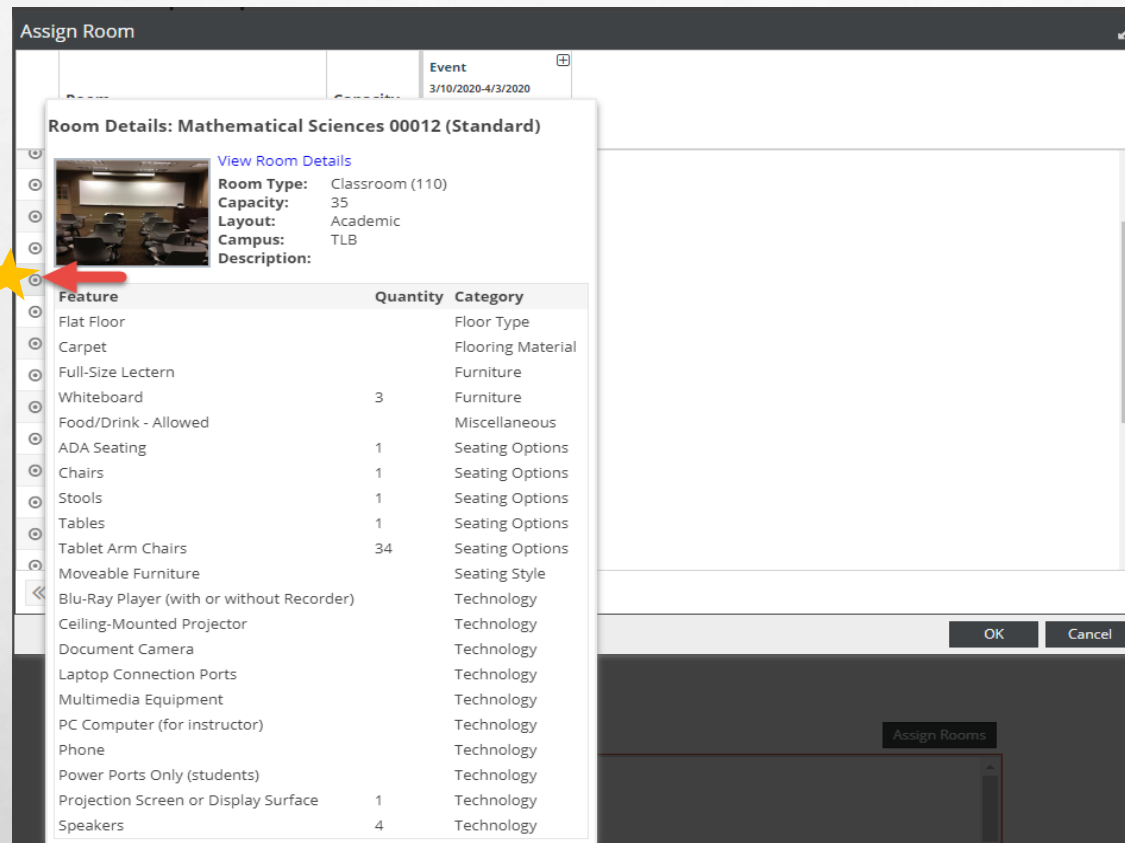 Assign Room
Event
3/10/2020-4/3/2020
Room Details: Mathematical Sciences 00012 (Standard)
View Room Details
Room Type: Classroom (110)
Capacity: 35
Layout: Academic
Campus: TLB
Description:
Feature Quantity Category
Flat Floor Floor Type
Carpet Flooring Material
Full-Size Lectern Furniture
Whiteboard 3 Furniture
Food/Drink - Allowed Miscellaneous
ADA Seating 1 Seating Options
Chairs 1 Seating Options
Stools 1 Seating Options
Tables 1 Seating Options
Tablet Arm Chairs 34 Seating Options
Moveable Furniture Seating Style
Blu-Ray Player (with or without Recorder) Technology
Ceiling-Mounted Projector Technology
Document Camera Technology
Laptop Connection Ports Technology
Multimedia Equipment Technology
PC Computer (for instructor) Technology
Phone Technology
Power Ports Only (students) Technology
Projection Screen or Display Surface 1 Technology
Speakers 4 Technology
OK Cancel
Assign Rooms